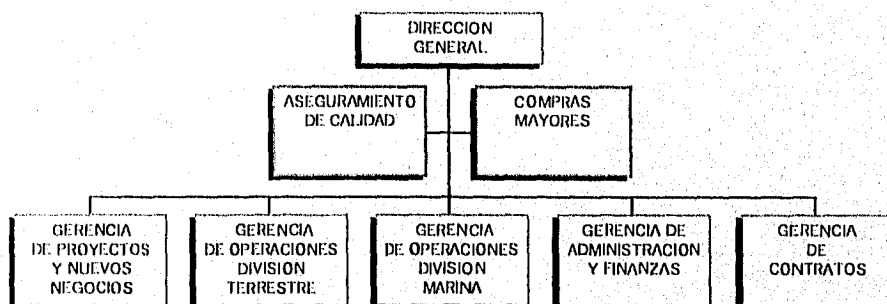 DIRECCION
GENERAL
ASEGURAMIENTO
DE CALIDAD
COMPRAS
MAYORES
GERENCIA
DE PROYECTOS
Y NUEVOS
NEGOCIOS
GERENCIA
DE OPERACIONES
DIVISION
TERRESTRE
GERENCIA
DE OPERACIONES
DIVISION
MARINA
GERENCIA DE
ADMINISTRACION
Y FINANZAS
GERENCIA
DE
CONTRATOS